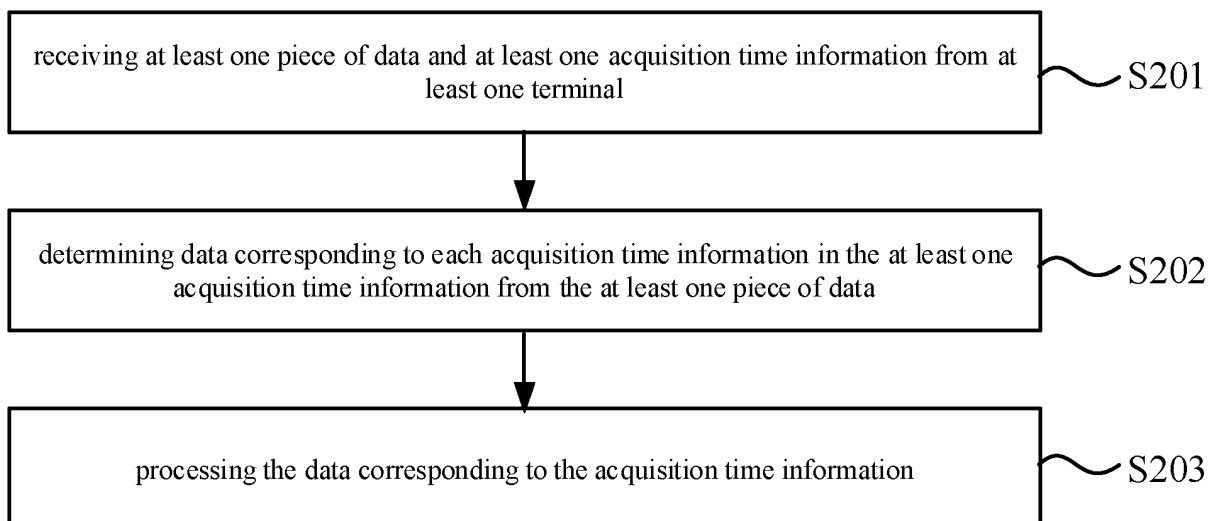 receiving at least one piece of data and at least one acquisition time information from at
least one terminal
S201
determining data corresponding to each acquisition time information in the at least one
acquisition time information from the at least one piece of data
S202
processing the data corresponding to the acquisition time information
S203